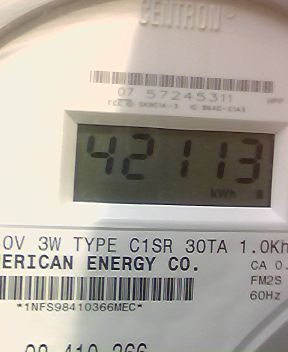 CENTRON®
07 57245311
42113
kWh
0V 3W TYPE C1SR 30TA 1.0Kh
MERICAN ENERGY CO.
CA 0.
FM2S
60Hz
*1NFS98410366MEC*
98 410 366